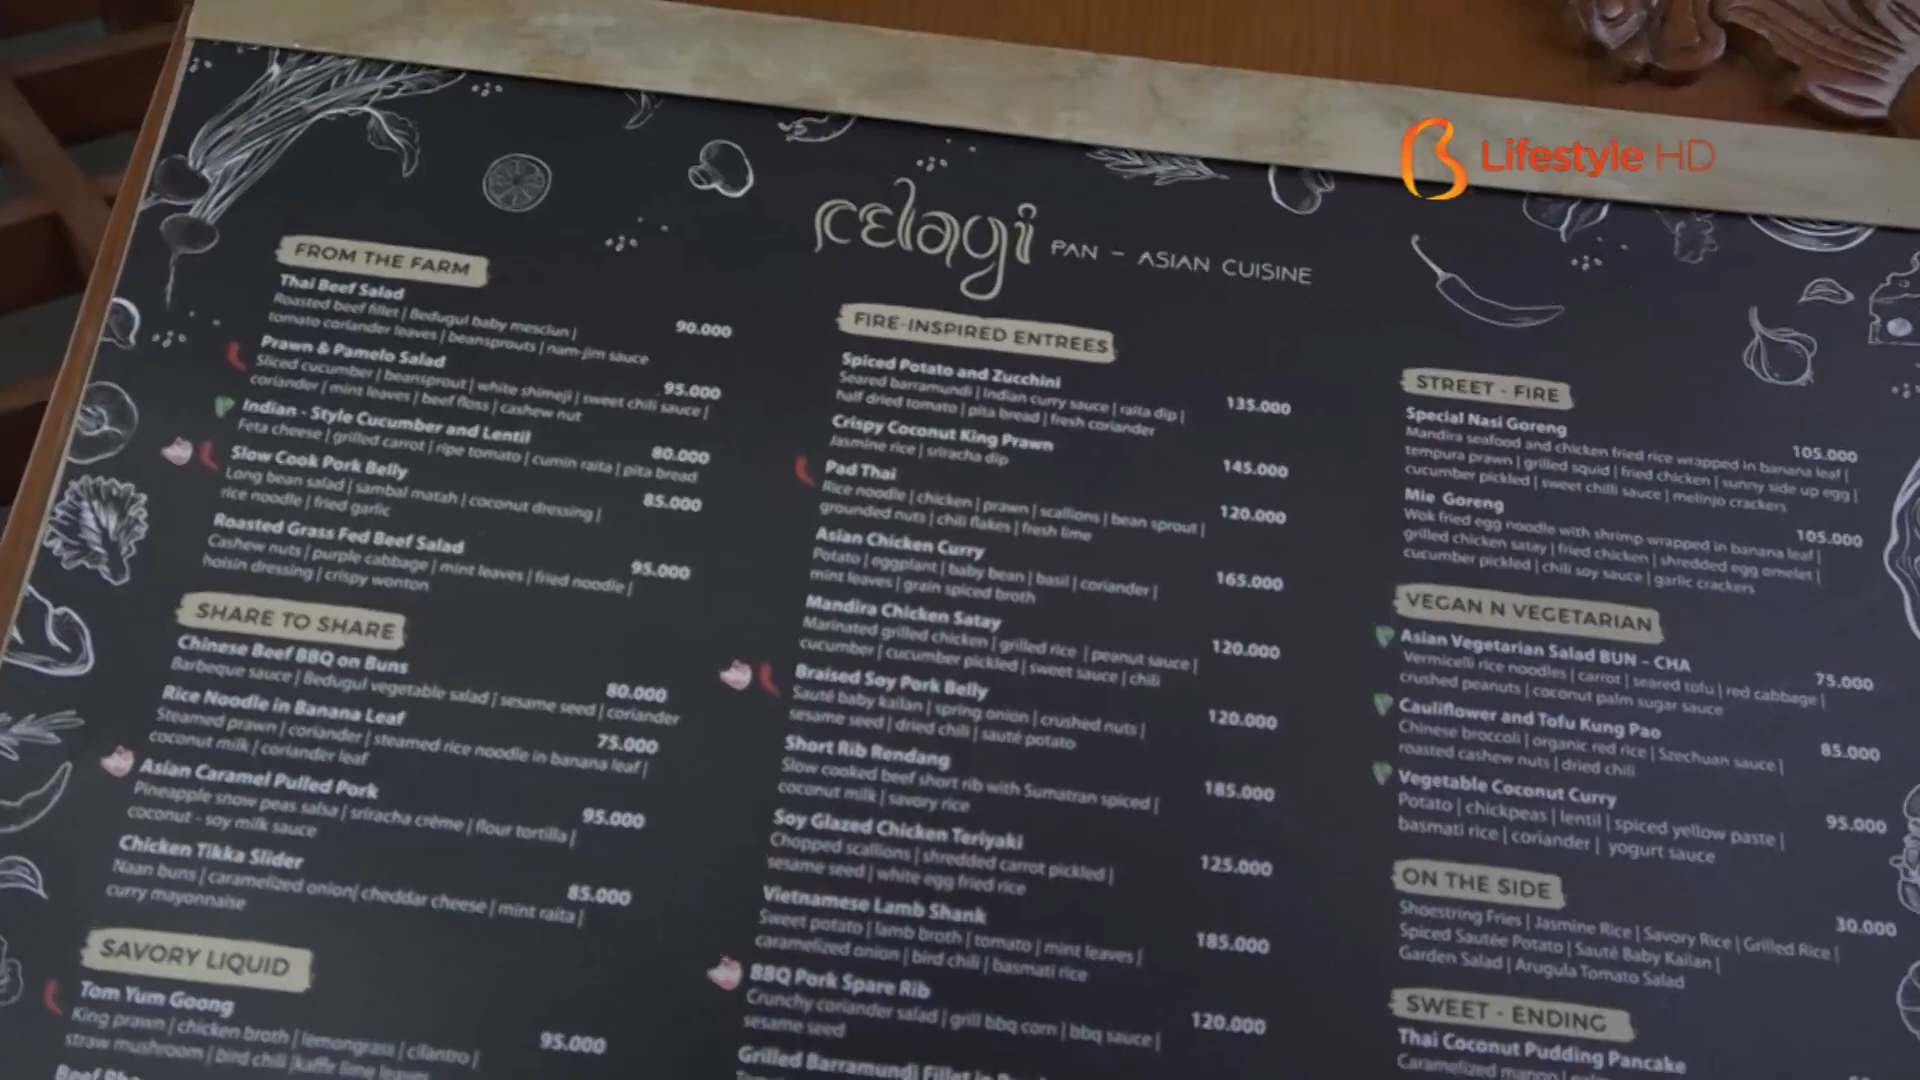 Lifestyle HD
celagi PAN - ASIAN CUISINE
FROM THE FARM
Thai Beef Salad
Roasted beef fillet | Bedugul baby mesclun |
90.000
tomato coriander leaves | beansprouts | nam-jim sauce
Prawn & Pamelo Salad
Sliced cucumber | beansprout | white shimeji | sweet chili sauce |
95.000
coriander | mint leaves | beef floss | cashew nut
Indian - Style Cucumber and Lentil
Feta cheese | grilled carrot | ripe tomato | cumin raita | pita bread
80.000
Slow Cook Pork Belly
Long bean salad | sambal matah | coconut dressing |
85.000
rice noodle | fried garlic
Roasted Grass Fed Beef Salad
Cashew nuts | purple cabbage | mint leaves | fried noodle |
95.000
hoisin dressing | crispy wonton
SHARE TO SHARE
Chinese Beef BBQ on Buns
Barbeque sauce | Bedugul vegetable salad | sesame seed | coriander
80.000
Rice Noodle in Banana Leaf
Steamed prawn | coriander | steamed rice noodle in banana leaf |
75.000
coconut milk | coriander leaf
Asian Caramel Pulled Pork
Pineapple snow peas salsa | sriracha crème | flour tortilla |
95.000
coconut - soy milk sauce
Chicken Tikka Slider
Naan buns | caramelized onion| cheddar cheese | mint raita |
85.000
curry mayonnaise
SAVORY LIQUID
Tom Yum Goong
King prawn | chicken broth | lemongrass | cilantro |
95.000
straw mushroom | bird chili |kaffir lime leaves
Beef
FIRE-INSPIRED ENTREES
Spiced Potato and Zucchini
Seared barramundi | Indian curry sauce | raita dip |
135.000
half dried tomato | pita bread | fresh coriander
Crispy Coconut King Prawn
Jasmine rice | sriracha dip
145.000
Pad Thai
Rice noodle | chicken | prawn | scallions | bean sprout |
120.000
grounded nuts | chili flakes | fresh lime
Asian Chicken Curry
Potato | eggplant | baby bean | basil | coriander |
165.000
mint leaves | grain spiced broth
Mandira Chicken Satay
Marinated grilled chicken | grilled rice | peanut sauce |
120.000
cucumber | cucumber pickled | sweet sauce | chili
Braised Soy Pork Belly
Sauté baby kailan | spring onion | crushed nuts |
120.000
sesame seed | dried chili | sauté potato
Short Rib Rendang
Slow cooked beef short rib with Sumatran spiced |
185.000
coconut milk | savory rice
Soy Glazed Chicken Teriyaki
Chopped scallions | shredded carrot pickled |
125.000
sesame seed | white egg fried rice
Vietnamese Lamb Shank
Sweet potato | lamb broth | tomato | mint leaves |
185.000
caramelized onion | bird chili | basmati rice
BBQ Pork Spare Rib
Crunchy coriander salad | grill bbq corn | bbq sauce |
120.000
sesame seed
Grilled Barramundi Fillet in
STREET - FIRE
Special Nasi Goreng
Mandira seafood and chicken fried rice wrapped in banana leaf |
105.000
tempura prawn | grilled squid | fried chicken | sunny side up egg |
cucumber pickled | sweet chilli sauce | melinjo crackers
Mie Goreng
Wok fried egg noodle with shrimp wrapped in banana leaf |
105.000
grilled chicken satay | fried chicken | shredded egg omelet |
cucumber pickled | chili soy sauce | garlic crackers
VEGAN N VEGETARIAN
Asian Vegetarian Salad BUN - CHA
Vermicelli rice noodles | carrot | seared tofu | red cabbage |
75.000
crushed peanuts | coconut palm sugar sauce
Cauliflower and Tofu Kung Pao
Chinese broccoli | organic red rice | Szechuan sauce |
85.000
roasted cashew nuts | dried chili
Vegetable Coconut Curry
Potato | chickpeas | lentil | spiced yellow paste |
95.000
basmati rice | coriander | yogurt sauce
ON THE SIDE
Shoestring Fries | Jasmine Rice | Savory Rice | Grilled Rice |
30.000
Spiced Sautée Potato | Sauté Baby Kailan |
Garden Salad | Arugula Tomato Salad
SWEET - ENDING
Thai Coconut Pudding Pancake
Caramelized mango |